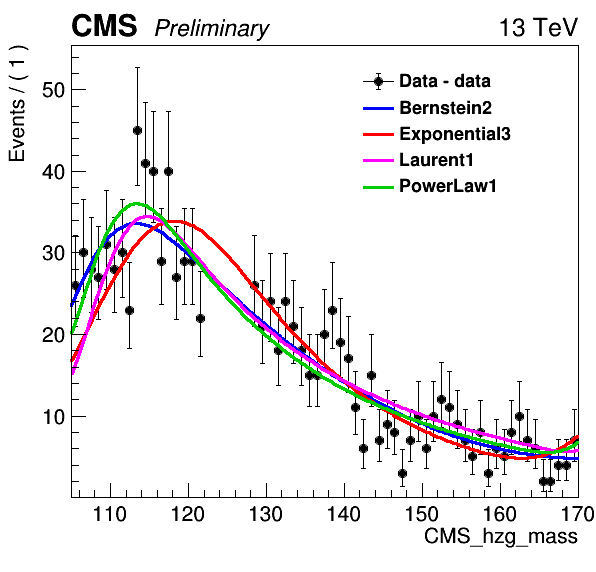 CMS Preliminary 13 TeV
Events / ( 1 )
50
40
30
20
10
Data - data
Bernstein2
Exponential3
Laurent1
PowerLaw1
110 120 130 140 150 160 170
CMS_hzg_mass